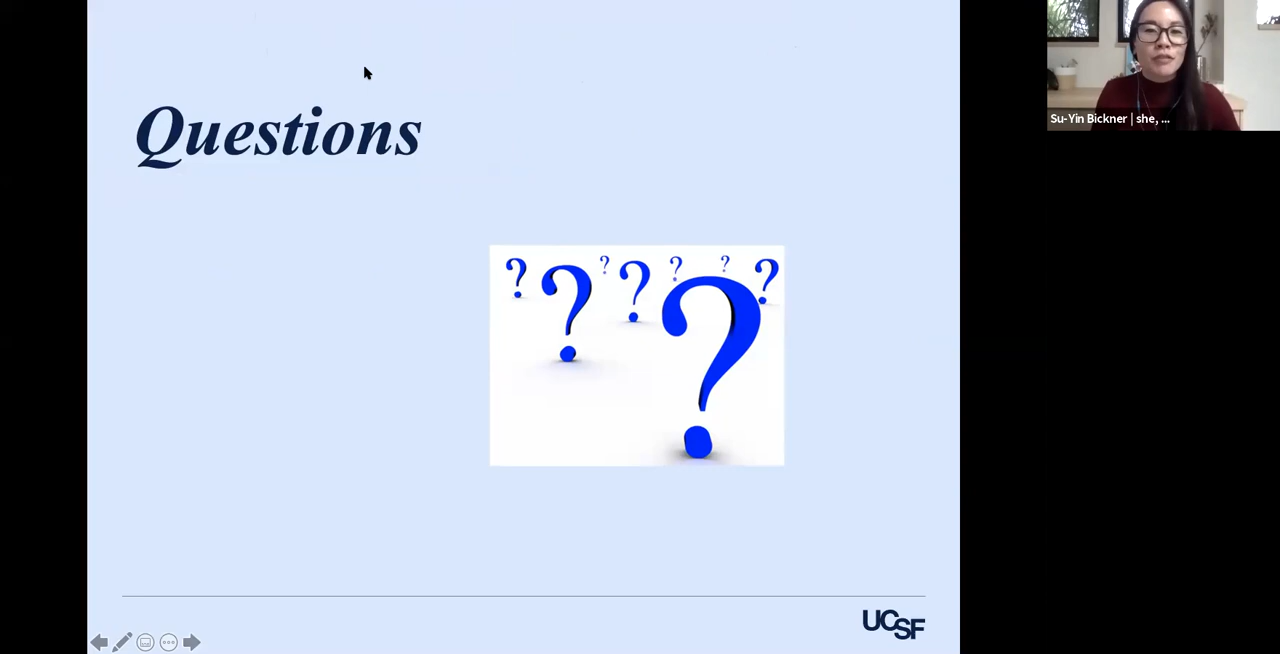 Questions
? ? ? ? ? ? ? ?
UCSF
Su-Yin Bickner | she, ...